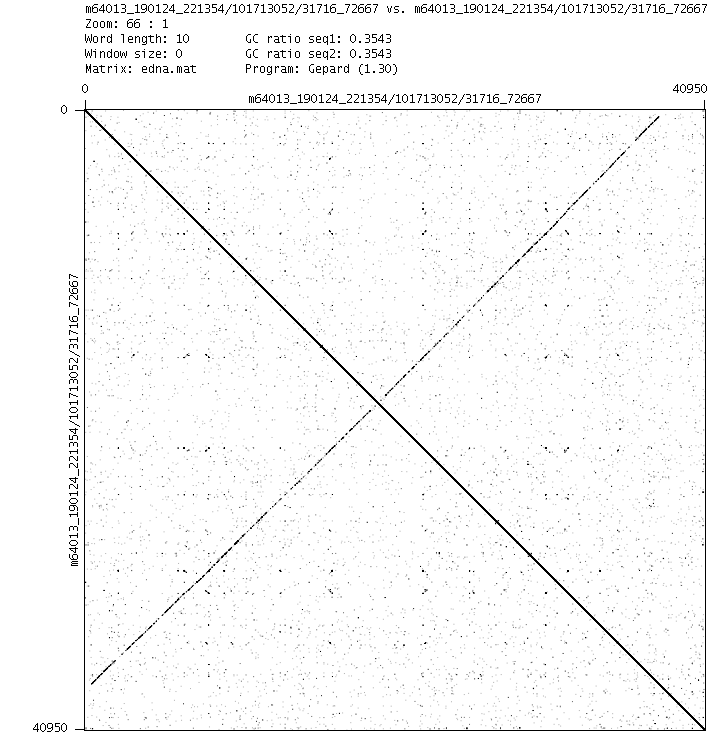 m64013_190124_221354/101713052/31716_72667 vs. m64013_190124_221354/101713052/31716_72667
Zoom: 66 : 1
Word length: 10 GC ratio seq1: 0.3543
Window size: 0 GC ratio seq2: 0.3543
Matrix: edna.mat Program: Gepard (1.30)
0 40950
m64013_190124_221354/101713052/31716_72667
0
m64013_190124_221354/101713052/31716_72667
40950